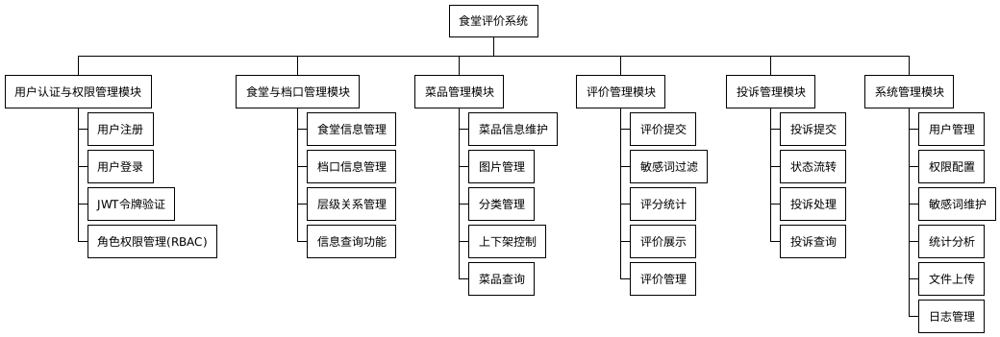 食堂评价系统
用户认证与权限管理模块
用户注册
用户登录
JWT令牌验证
角色权限管理(RBAC)
食堂与档口管理模块
食堂信息管理
档口信息管理
层级关系管理
信息查询功能
菜品管理模块
菜品信息维护
图片管理
分类管理
上下架控制
菜品查询
评价管理模块
评价提交
敏感词过滤
评分统计
评价展示
评价管理
投诉管理模块
投诉提交
状态流转
投诉处理
投诉查询
系统管理模块
用户管理
权限配置
敏感词维护
统计分析
文件上传
日志管理